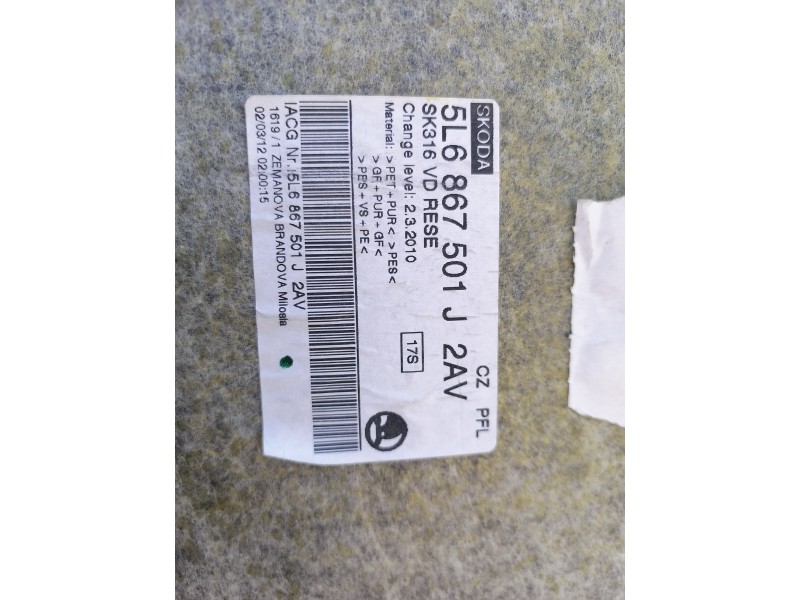 SKODA
CZ PFL
5L6 867 501 J 2AV
SK316 VD RESE
Change level: 2.3.2010
17S
Material: >PET+PUR< >PES<
>GF+PUR+GF<
>PES+VS+PE<
IACG Nr.:5L6 867 501 J 2AV
1619/1 ZEMANOVA BRANDOVA Milosla
02/03/12 02:00:15